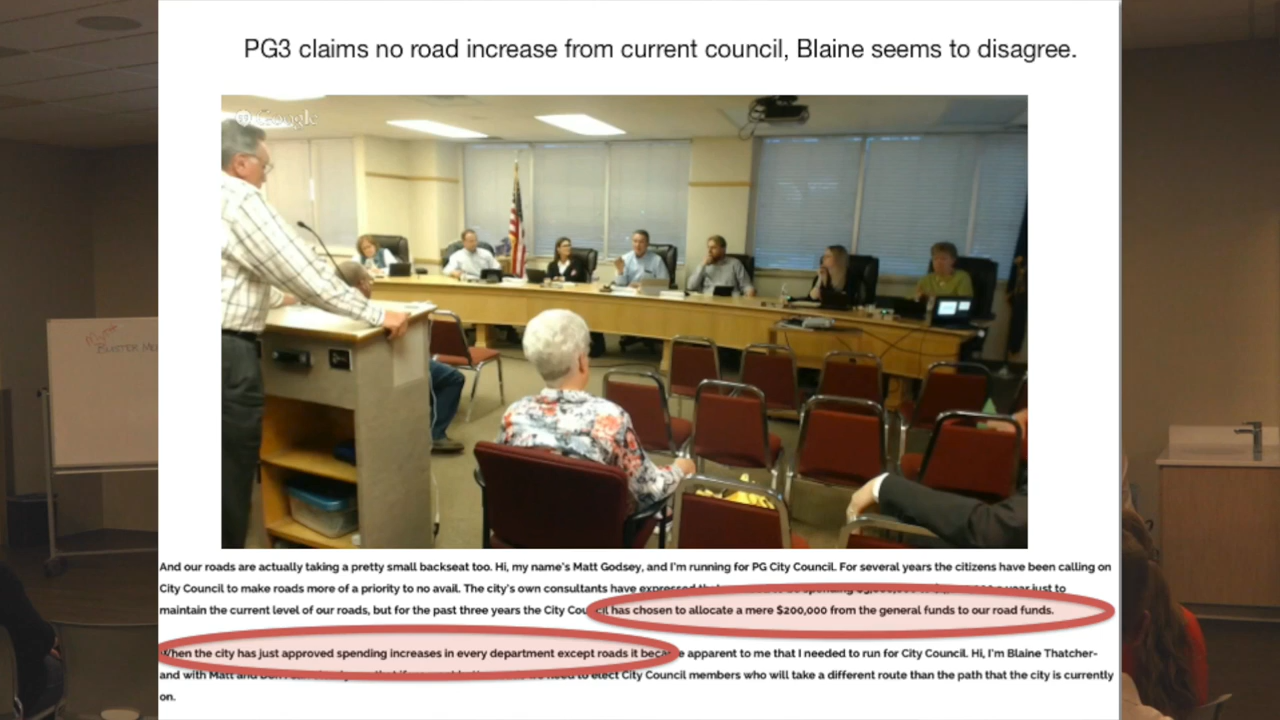 PG3 claims no road increase from current council, Blaine seems to disagree.
Google
BUSTER
And our roads are actually taking a pretty small backseat too. Hi, my name's Matt Godsey, and I'm running for PG City Council. For several years the citizens have been calling on
City Council to make roads more of a priority to no avail. The city's own consultants have expressed just to
maintain the current level of our roads, but for the past three years the City Council has chosen to allocate a mere $200,000 from the general funds to our road funds.
When the city has just approved spending increases in every department except roads it became apparent to me that I needed to run for City Council. Hi, I'm Blaine Thatcher-
and with Matt and to elect City Council members who will take a different route than the path that the city is currently
on.